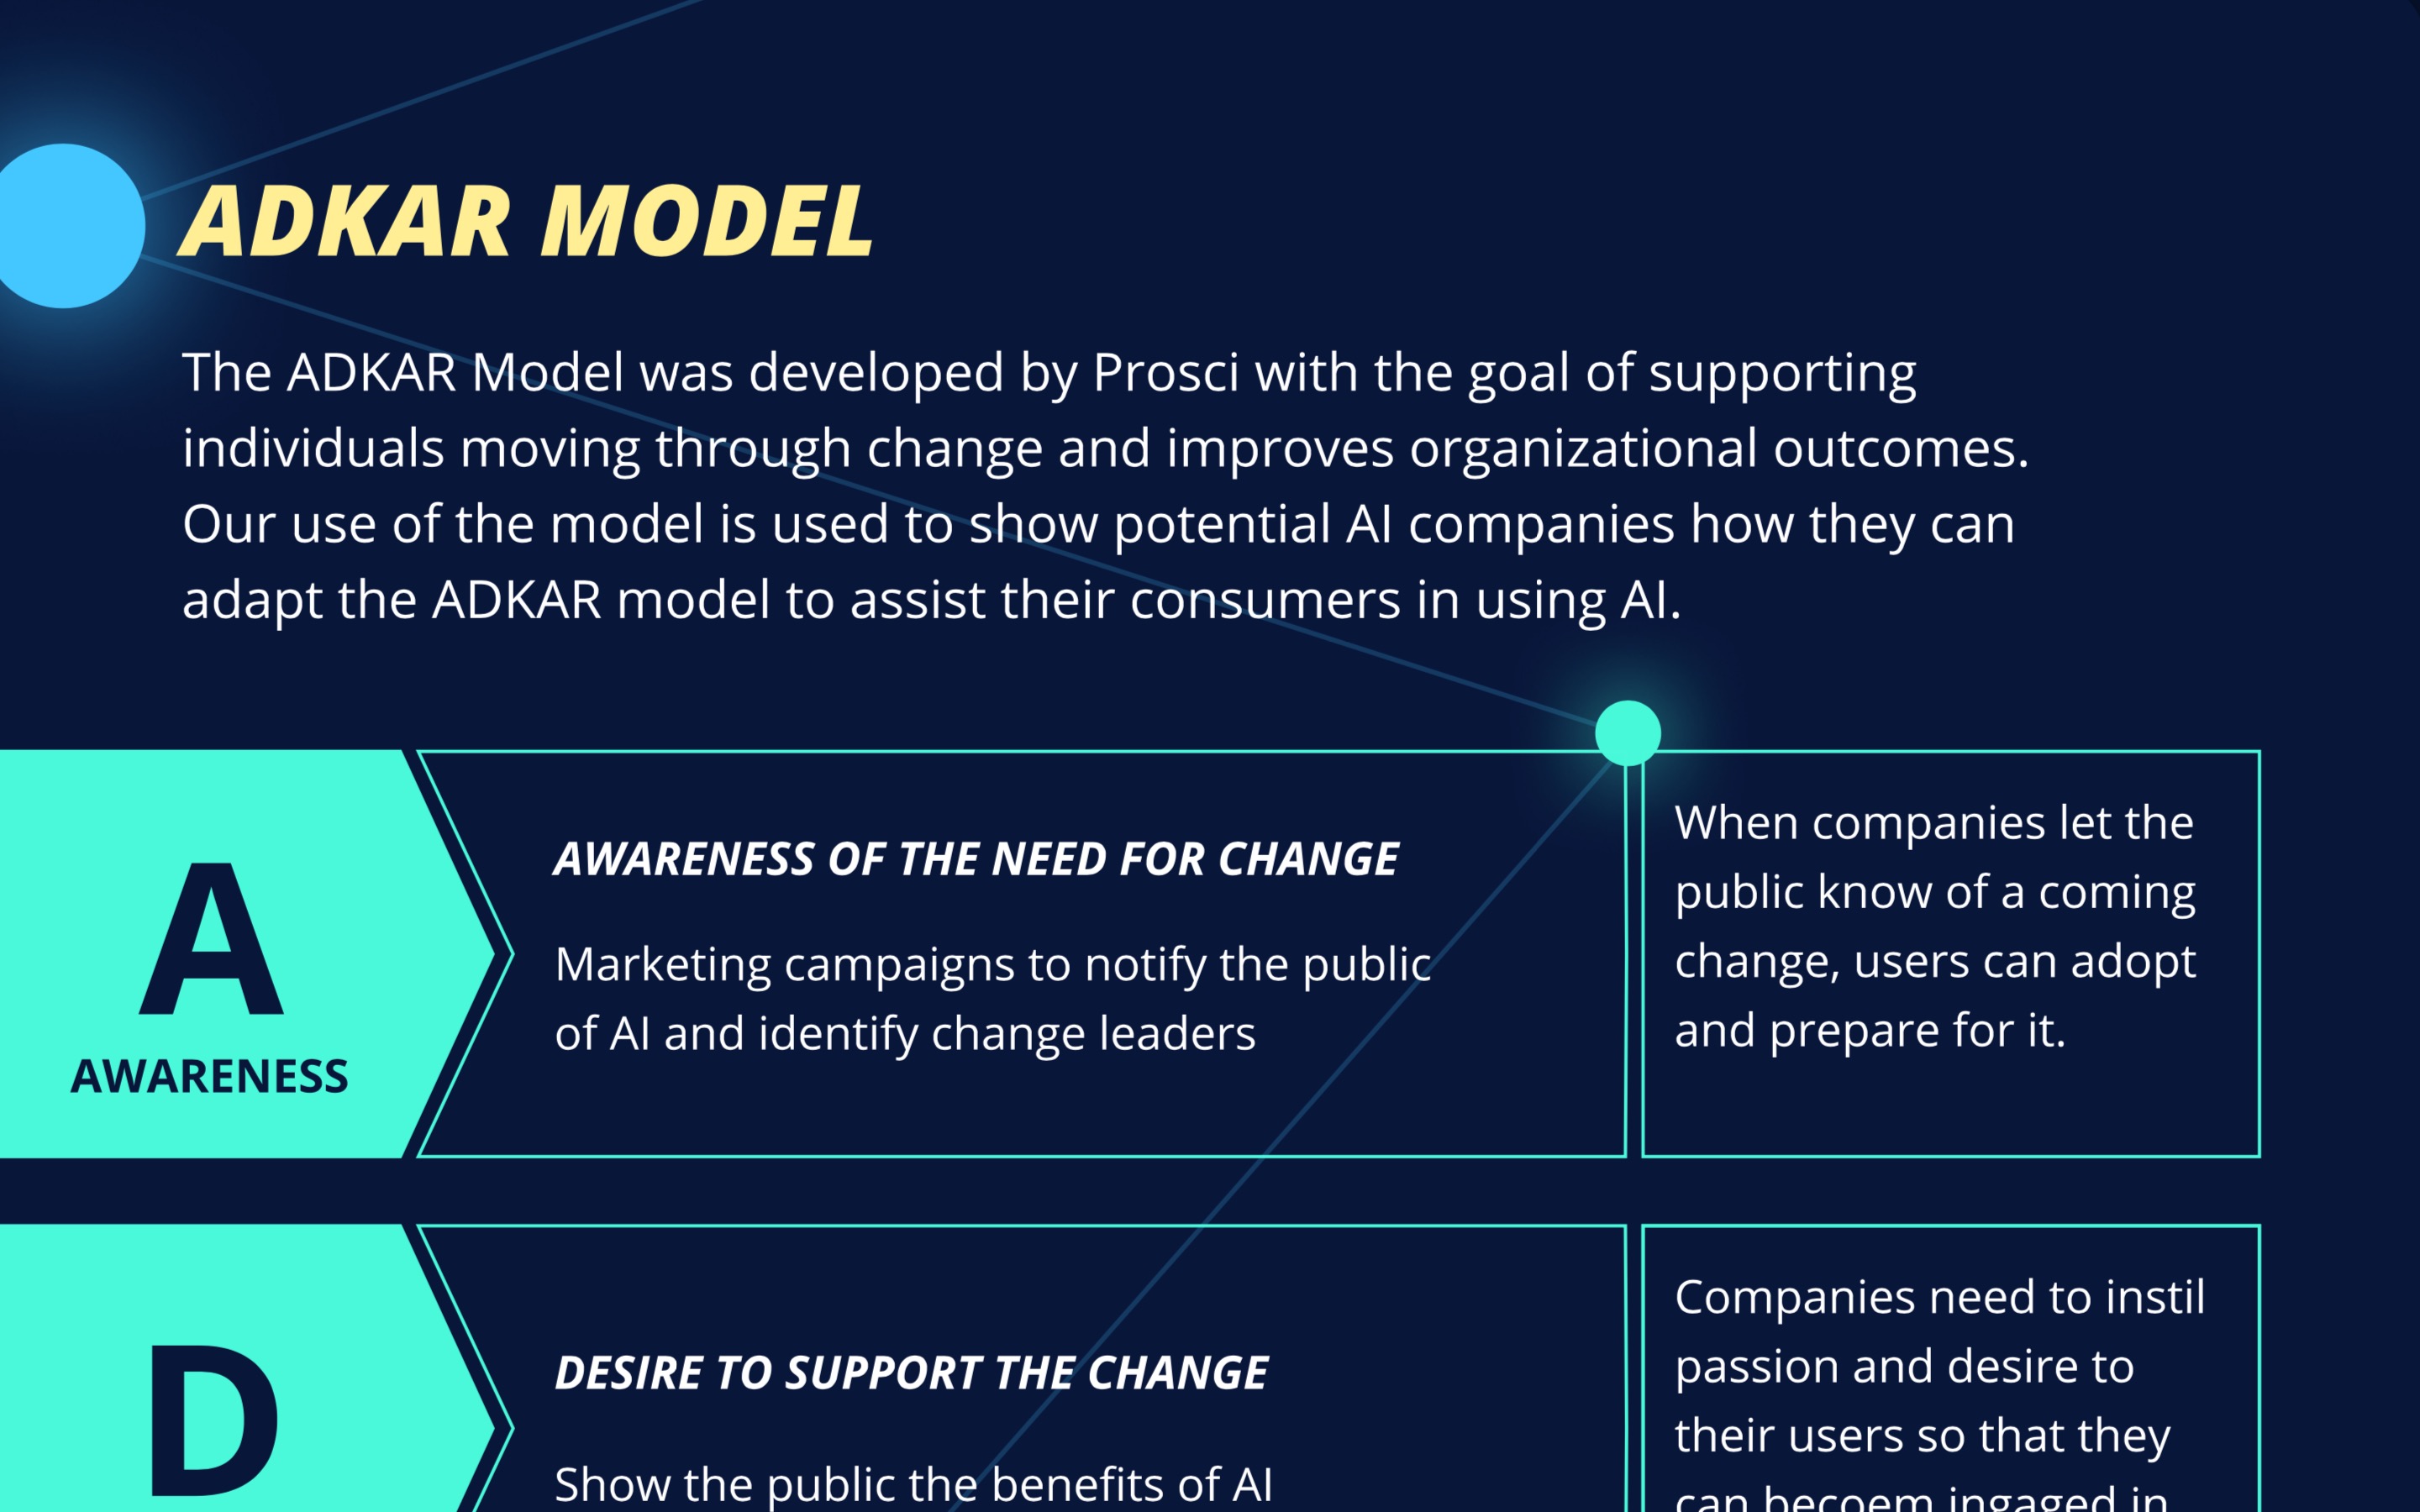 ADKAR MODEL
The ADKAR Model was developed by Prosci with the goal of supporting
individuals moving through change and improves organizational outcomes.
Our use of the model is used to show potential AI companies how they can
adapt the ADKAR model to assist their consumers in using AI.
A
AWARENESS
AWARENESS OF THE NEED FOR CHANGE
Marketing campaigns to notify the public
of AI and identify change leaders
When companies let the
public know of a coming
change, users can adopt
and prepare for it.
D
DESIRE TO SUPPORT THE CHANGE
Show the public the benefits of AI
Companies need to instil
passion and desire to
their users so that they
can becoem ingaged in